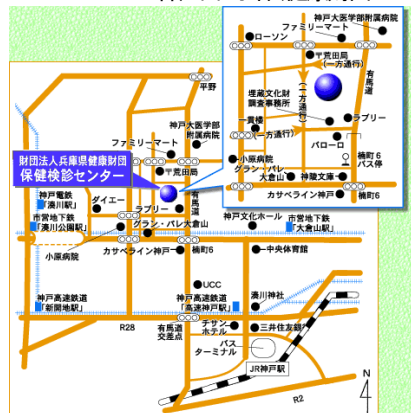 神戸大医学部
附属病院
ローソン
ファミリーマート
〒荒田局
(一方通行)
有馬道
(一方通行)
埋蔵文化財
調査事務所
一貫楼
(一方通行)
ラブリー
パローロ
小原病院
グラン・パレ
大倉山
神陵文庫
楠町6
バス停
カサベライン神戸
楠町6
平野
神戸大医学部
附属病院
ファミリーマート
〒荒田局
財団法人兵庫県健康財団
保健検診センター
神戸電鉄
「湊川駅」
ダイエー
ラブリー
有馬道
市営地下鉄
「湊川公園駅」
グラン・パレ大倉山
神戸文化ホール
市営地下鉄
「大倉山駅」
小原病院
カサベライン神戸
楠町6
中央体育館
UCC
神戸高速鉄道
「新開地駅」
神戸高速鉄道
「高速神戸駅」
湊川神社
R28
有馬道
交差点
チサン
ホテル
三井住友銀行
バス
ターミナル
JR神戸駅
R2
N